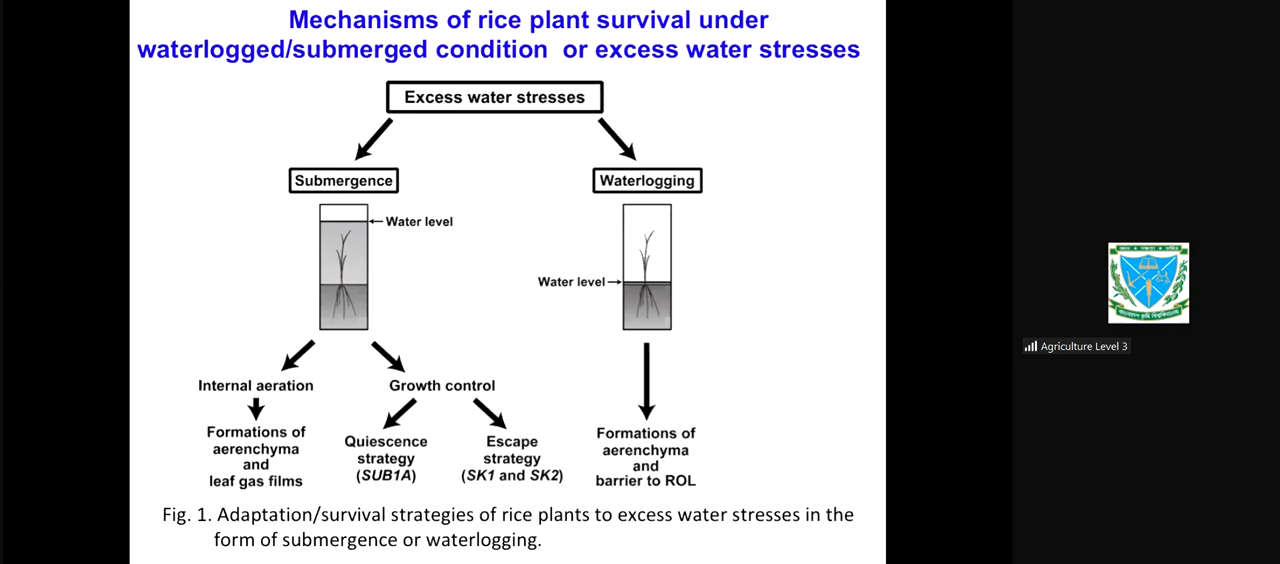 Mechanisms of rice plant survival under
waterlogged/submerged condition or excess water stresses
Excess water stresses
Submergence
Waterlogging
Water level
Water level
Internal aeration
Growth control
Formations of
aerenchyma
and
leaf gas films
Quiescence
strategy
(SUB1A)
Escape
strategy
(SK1 and SK2)
Formations of
aerenchyma
and
barrier to ROL
Fig. 1. Adaptation/survival strategies of rice plants to excess water stresses in the
form of submergence or waterlogging.
Agriculture Level 3